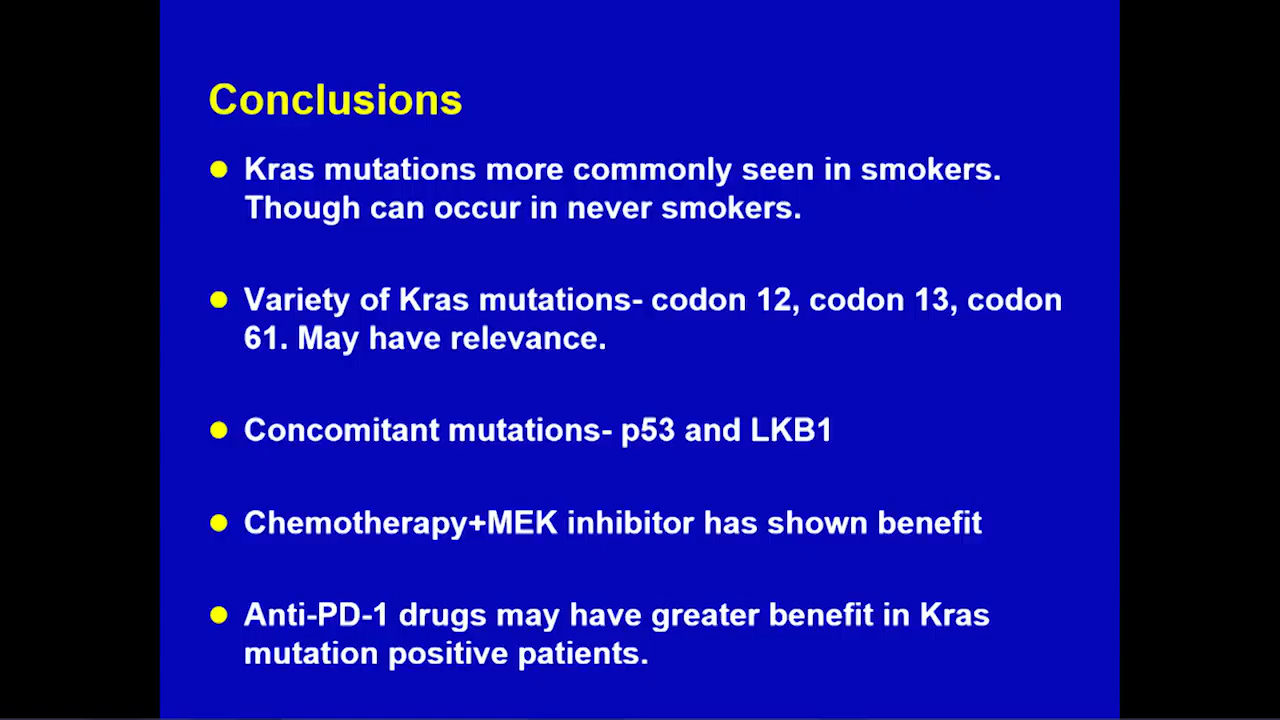 Conclusions
Kras mutations more commonly seen in smokers.
Though can occur in never smokers.
Variety of Kras mutations- codon 12, codon 13, codon
61. May have relevance.
Concomitant mutations- p53 and LKB1
Chemotherapy+MEK inhibitor has shown benefit
Anti-PD-1 drugs may have greater benefit in Kras
mutation positive patients.